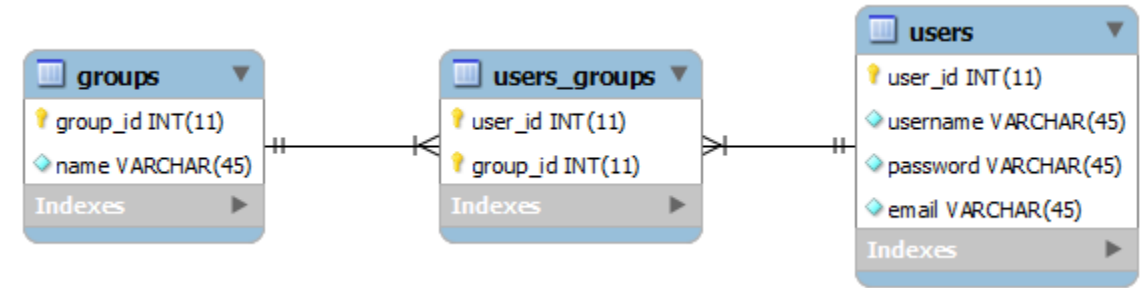 groups
group_id INT(11)
name VARCHAR(45)
Indexes
users_groups
user_id INT(11)
group_id INT(11)
Indexes
users
user_id INT(11)
username VARCHAR(45)
password VARCHAR(45)
email VARCHAR(45)
Indexes